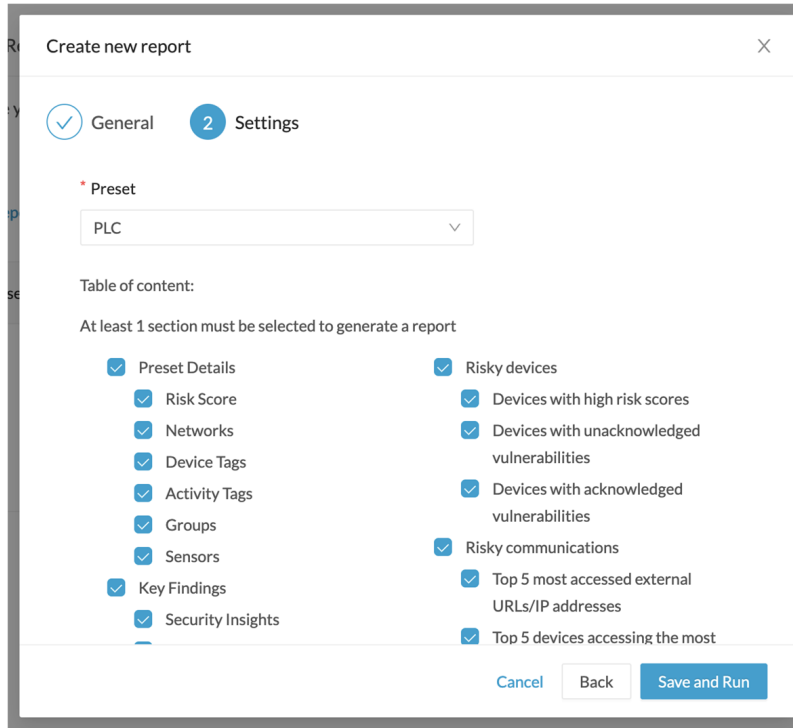 Create new report
General
2
Settings
* Preset
PLC
Table of content:
At least 1 section must be selected to generate a report
Preset Details
Risk Score
Networks
Device Tags
Activity Tags
Groups
Sensors
Key Findings
Security Insights
Risky devices
Devices with high risk scores
Devices with unacknowledged
vulnerabilities
Devices with acknowledged
vulnerabilities
Risky communications
Top 5 most accessed external
URLs/IP addresses
Top 5 devices accessing the most
Cancel
Back
Save and Run